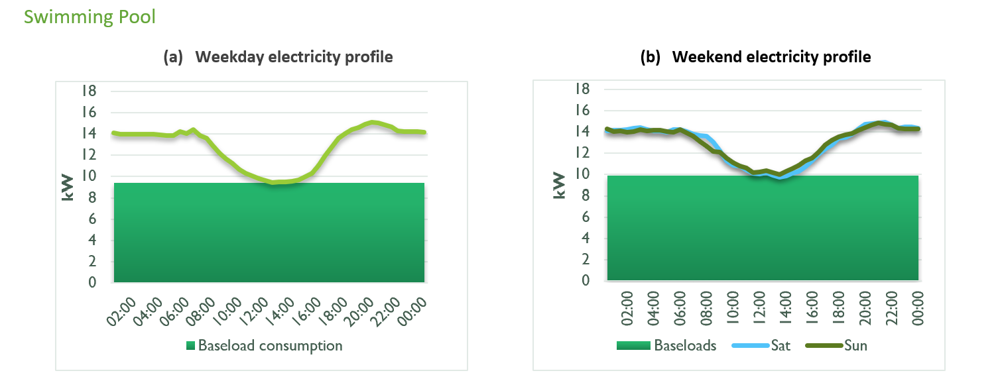 Swimming Pool
(a) Weekday electricity profile
18
16
14
12
10
8
6
4
2
0
kW
02:00 04:00 06:00 08:00 10:00 12:00 14:00 16:00 18:00 20:00 22:00 00:00
Baseload consumption
(b) Weekend electricity profile
18
16
14
12
10
8
6
4
2
0
kW
02:00 04:00 06:00 08:00 10:00 12:00 14:00 16:00 18:00 20:00 22:00 00:00
Baseloads Sat Sun